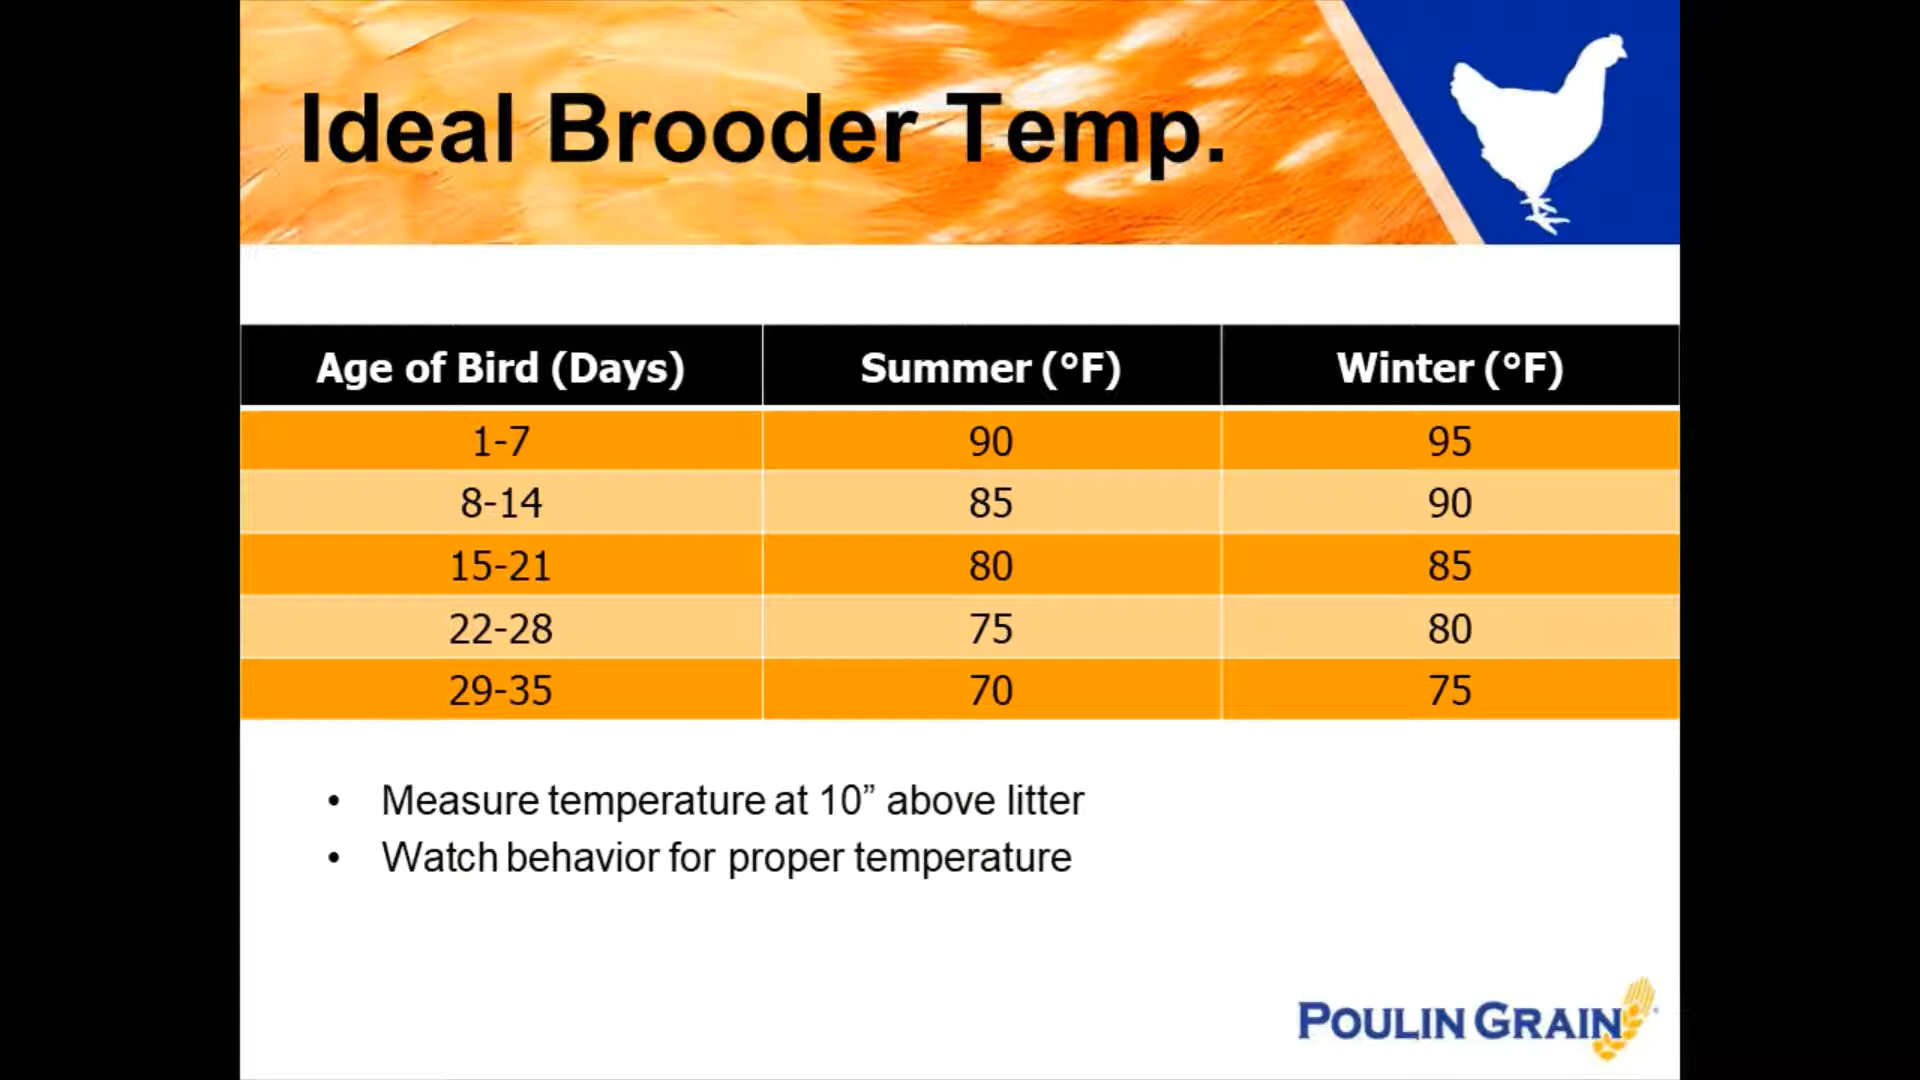 Ideal Brooder Temp.
Age of Bird (Days) Summer (°F) Winter (°F)
1-7 90 95
8-14 85 90
15-21 80 85
22-28 75 80
29-35 70 75
• Measure temperature at 10” above litter
• Watch behavior for proper temperature
POULIN GRAIN